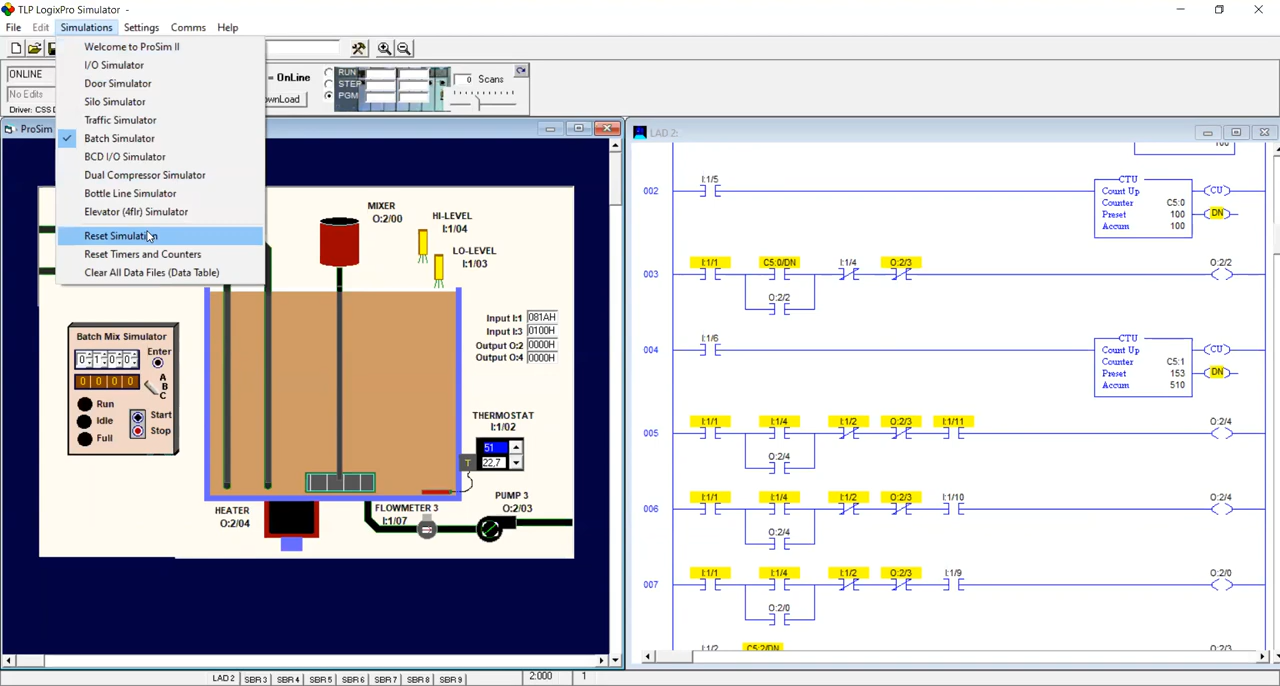 TLP LogixPro Simulator -
File Edit Simulations Settings Comms Help
Welcome to ProSim II
I/O Simulator
Door Simulator
Silo Simulator
Traffic Simulator
Batch Simulator
BCD I/O Simulator
Dual Compressor Simulator
Bottle Line Simulator
Elevator (4flr) Simulator
Reset Simulation
Reset Timers and Counters
Clear All Data Files (Data Table)
ONLINE
No Edits
= OnLine
RUN
STEP
PGM
0 Scans
ProSim
MIXER
O:2/00
HI-LEVEL
I:1/04
LO-LEVEL
I:1/03
Input I:1 081AH
Input I:3 0100H
Output O:2 0000H
Output O:4 0000H
Batch Mix Simulator
0 1 0 0
Enter
0 0 0 0
A
B
C
Run
Idle
Full
Start
Stop
THERMOSTAT
I:1/02
51
T 22,7
HEATER
O:2/04
FLOWMETER 3
I:1/07
PUMP 3
O:2/03
LAD 2:
002
I:1/5
CTU
Count Up
Counter C5:0
Preset 100
Accum 100
CU
DN
003
I:1/1 C5:0/DN I:1/4 O:2/3 O:2/2
O:2/2
004
I:1/6
CTU
Count Up
Counter C5:1
Preset 153
Accum 510
CU
DN
005
I:1/1 I:1/4 I:1/2 O:2/3 I:1/11 O:2/4
O:2/4
006
I:1/1 I:1/4 I:1/2 O:2/3 I:1/10 O:2/4
O:2/4
007
I:1/1 I:1/4 I:1/2 O:2/3 I:1/9 O:2/0
O:2/0
I:1/2 C5:2/DN O:2/3
LAD 2 SBR 3 SBR 4 SBR 5 SBR 6 SBR 7 SBR 8 SBR 9 2:000 1